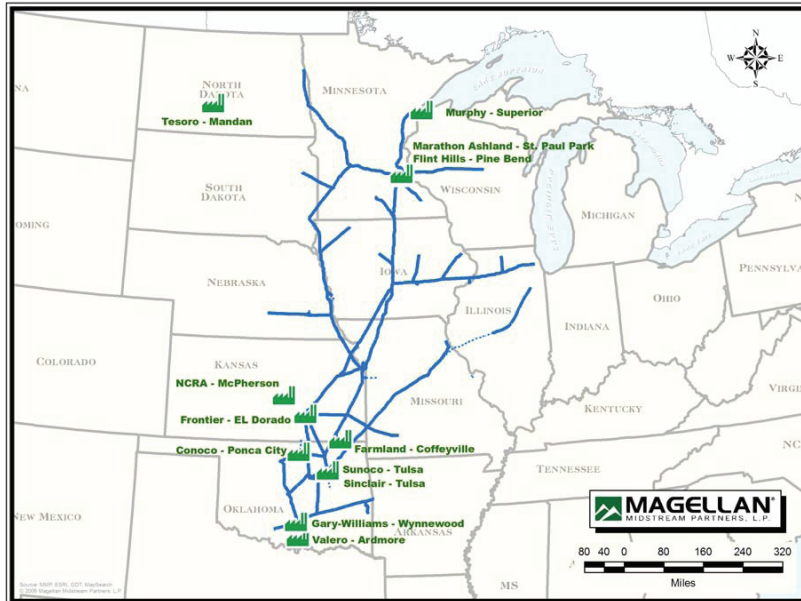 N
W E
S
LAKE SUPERIOR
NORTH
DAKOTA
MINNESOTA
Murphy - Superior
Tesoro - Mandan
Marathon Ashland - St. Paul Park
Flint Hills - Pine Bend
WISCONSIN
SOUTH
DAKOTA
MICHIGAN
OMING
IOWA
NEBRASKA
PENNSYLVA
OHIO
ILLINOIS
INDIANA
COLORADO
KANSAS
NCRA - McPherson
MISSOURI
VIRG
KENTUCKY
Frontier - EL Dorado
Conoco - Ponca City
Farmland - Coffeyville
TENNESSEE
NC
Sunoco - Tulsa
Sinclair - Tulsa
OKLAHOMA
NEW MEXICO
Gary-Williams - Wynnewood
ARKANSAS
Valero - Ardmore
MAGELLAN
MIDSTREAM PARTNERS, L.P.
80 40 0 80 160 240 320
Miles
MS